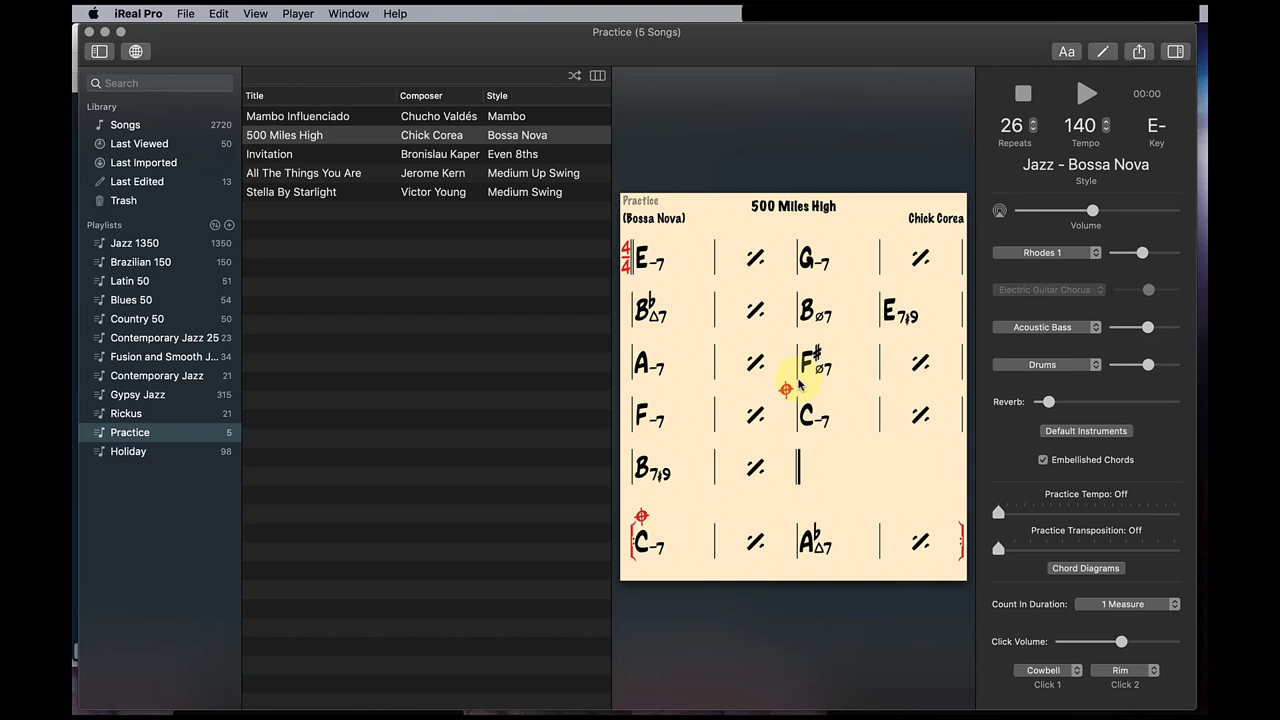 iReal Pro File Edit View Player Window Help
Practice (5 Songs)
Aa
Search
Library
Songs 2720
Last Viewed 50
Last Imported
Last Edited 13
Trash
Playlists
Jazz 1350 1350
Brazilian 150 150
Latin 50 51
Blues 50 54
Country 50 51
Contemporary Jazz 25 23
Fusion and Smooth J... 34
Contemporary Jazz 21
Gypsy Jazz 315
Rickus 21
Practice 5
Holiday 98
Title Composer Style
Mambo Influenciado Chucho Valdés Mambo
500 Miles High Chick Corea Bossa Nova
Invitation Bronislau Kaper Even 8ths
All The Things You Are Jerome Kern Medium Up Swing
Stella By Starlight Victor Young Medium Swing
Practice
(Bossa Nova) 500 Miles High Chick Corea
4/4 E-7 G-7
B♭△7 Bø7 E7#9
A-7 F#ø7
F-7 C-7
B7#9
C-7 A♭△7
00:00
26 140 E-
Repeats Tempo Key
Jazz - Bossa Nova
Style
Volume
Rhodes 1
Electric Guitar Chorus
Acoustic Bass
Drums
Reverb:
Default Instruments
Embellished Chords
Practice Tempo: Off
Practice Transposition: Off
Chord Diagrams
Count In Duration: 1 Measure
Click Volume:
Cowbell Rim
Click 1 Click 2